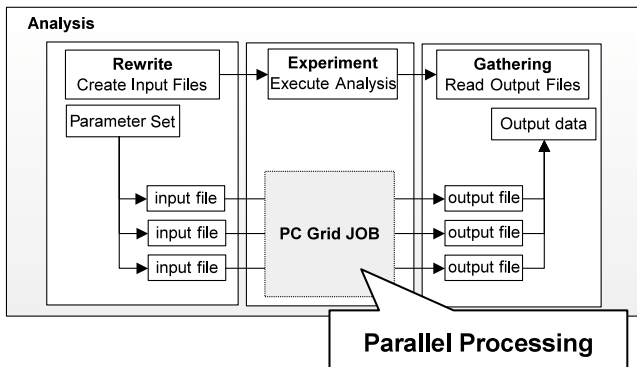 Analysis
Rewrite
Create Input Files
Experiment
Execute Analysis
Gathering
Read Output Files
Parameter Set
Output data
input file
input file
input file
PC Grid JOB
output file
output file
output file
Parallel Processing